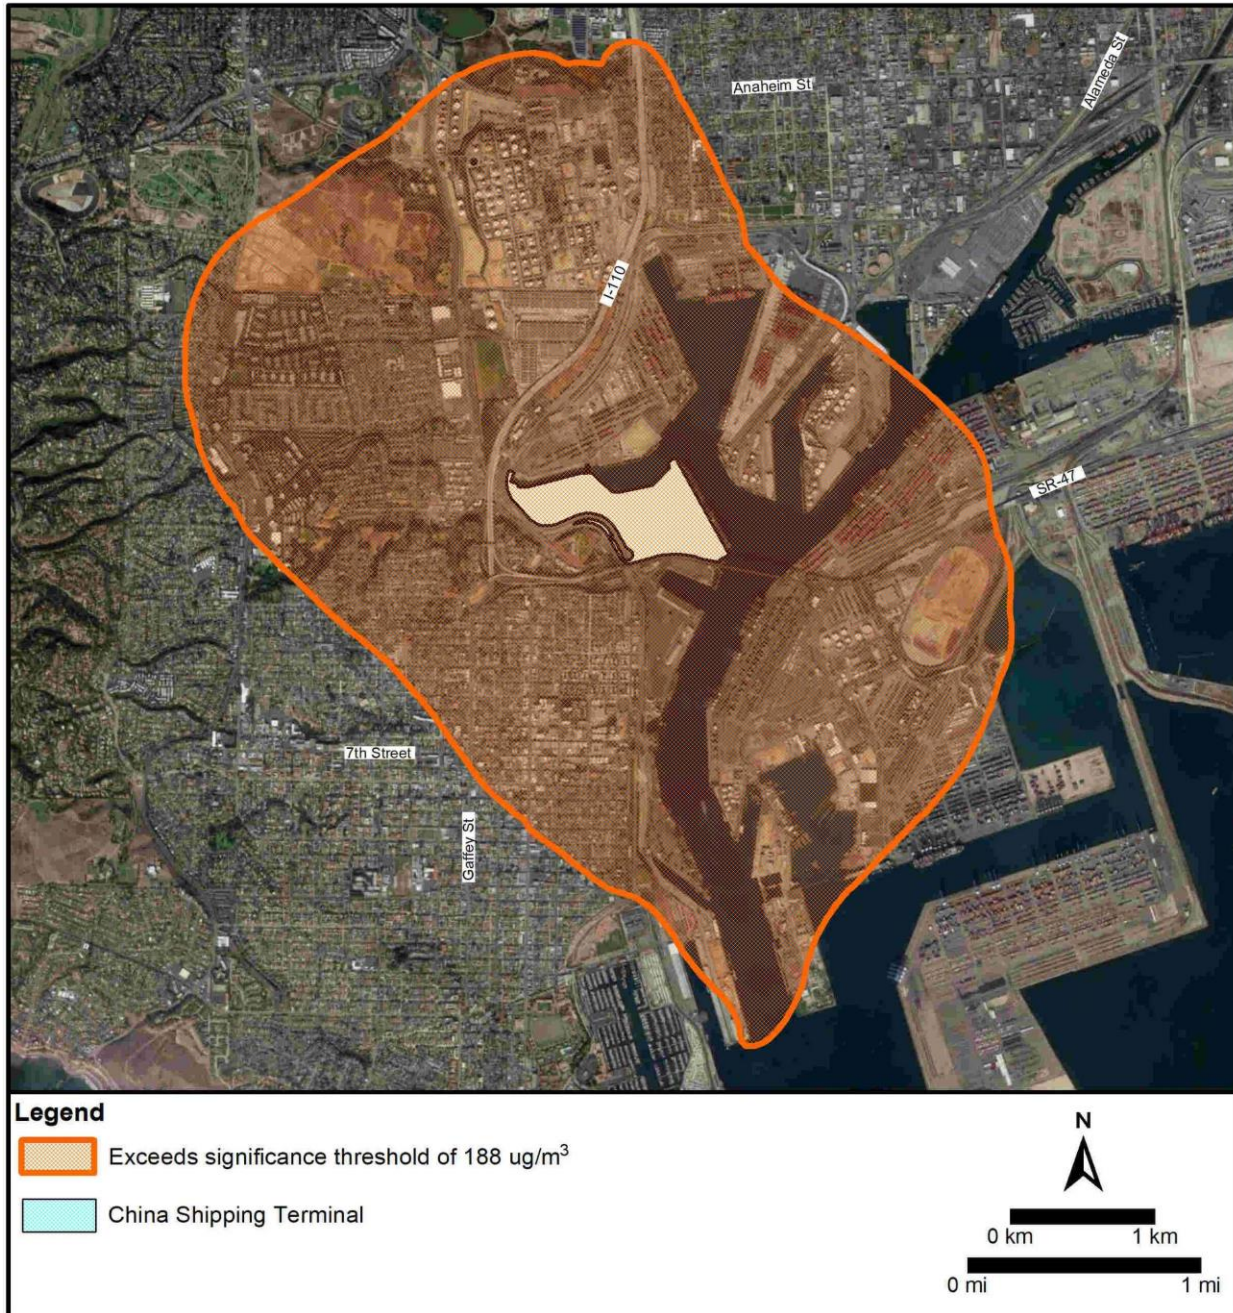 Anaheim St
Alameda St
I-110
SR-47
7th Street
Gaffey St
Legend
Exceeds significance threshold of 188 ug/m³
China Shipping Terminal
N
0 km 1 km
0 mi 1 mi